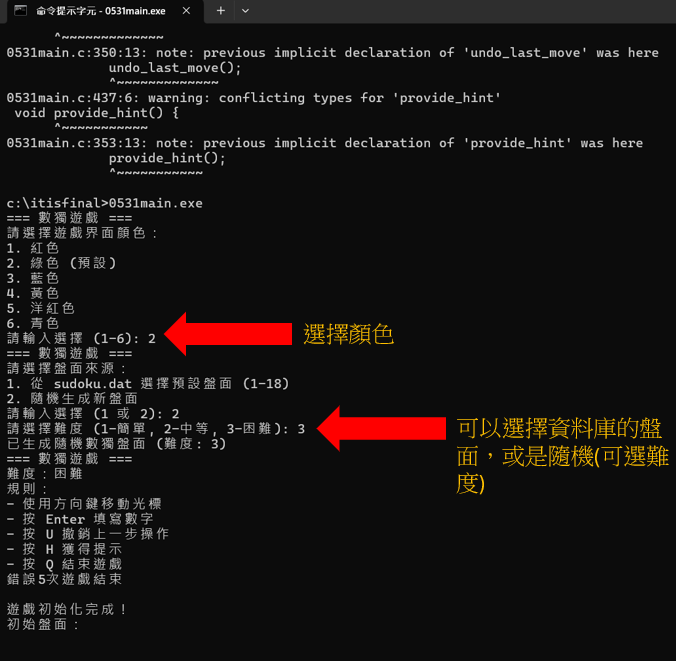 命令提示字元 - 0531main.exe
^~~~~~~~~~~~~~
0531main.c:350:13: note: previous implicit declaration of 'undo_last_move' was here
undo_last_move();
^~~~~~~~~~~~~~
0531main.c:437:6: warning: conflicting types for 'provide_hint'
void provide_hint() {
^~~~~~~~~~~~
0531main.c:353:13: note: previous implicit declaration of 'provide_hint' was here
provide_hint();
^~~~~~~~~~~~
c:\itisfinal>0531main.exe
=== 數獨遊戲 ===
請選擇遊戲界面顏色：
1. 紅色
2. 綠色 (預設)
3. 藍色
4. 黃色
5. 洋紅色
6. 青色
請輸入選擇 (1-6): 2
選擇顏色
=== 數獨遊戲 ===
請選擇盤面來源：
1. 從 sudoku.dat 選擇預設盤面 (1-18)
2. 隨機生成新盤面
請輸入選擇 (1 或 2): 2
請選擇難度 (1-簡單, 2-中等, 3-困難): 3
已生成隨機數獨盤面 (難度: 3)
可以選擇資料庫的盤
面，或是隨機(可選難
度)
=== 數獨遊戲 ===
難度：困難
規則：
- 使用方向鍵移動光標
- 按 Enter 填寫數字
- 按 U 撤銷上一步操作
- 按 H 獲得提示
- 按 Q 結束遊戲
錯誤5次遊戲結束
遊戲初始化完成！
初始盤面：